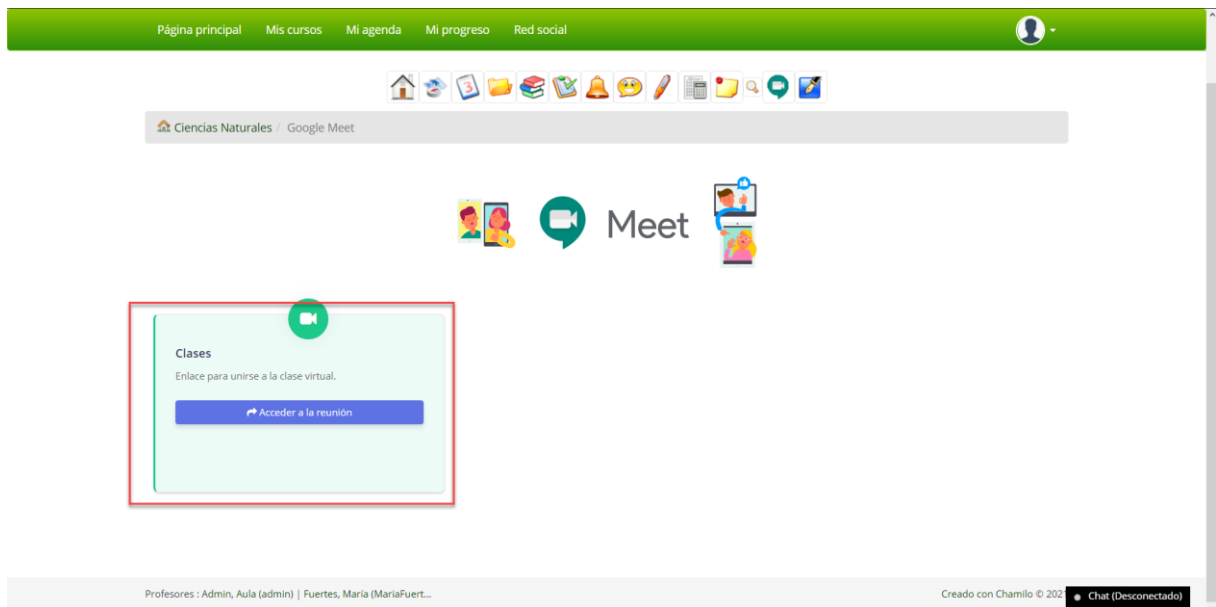 Página principal Mis cursos Mi agenda Mi progreso Red social
3
Ciencias Naturales / Google Meet
Meet
Clases
Enlace para unirse a la clase virtual.
Acceder a la reunión
Profesores : Admin, Aula (admin) | Fuertes, María (MariaFuert... Creado con Chamilo © 202
Chat (Desconectado)